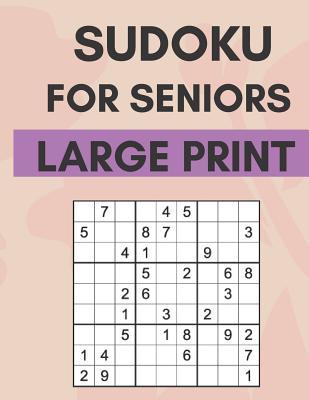 SUDOKU
FOR SENIORS
LARGE PRINT
7 4 5
5 8 7 3
4 1 9
5 2 6 8
2 6 3
1 3 2
5 1 8 9 2
1 4 6 7
2 9 1